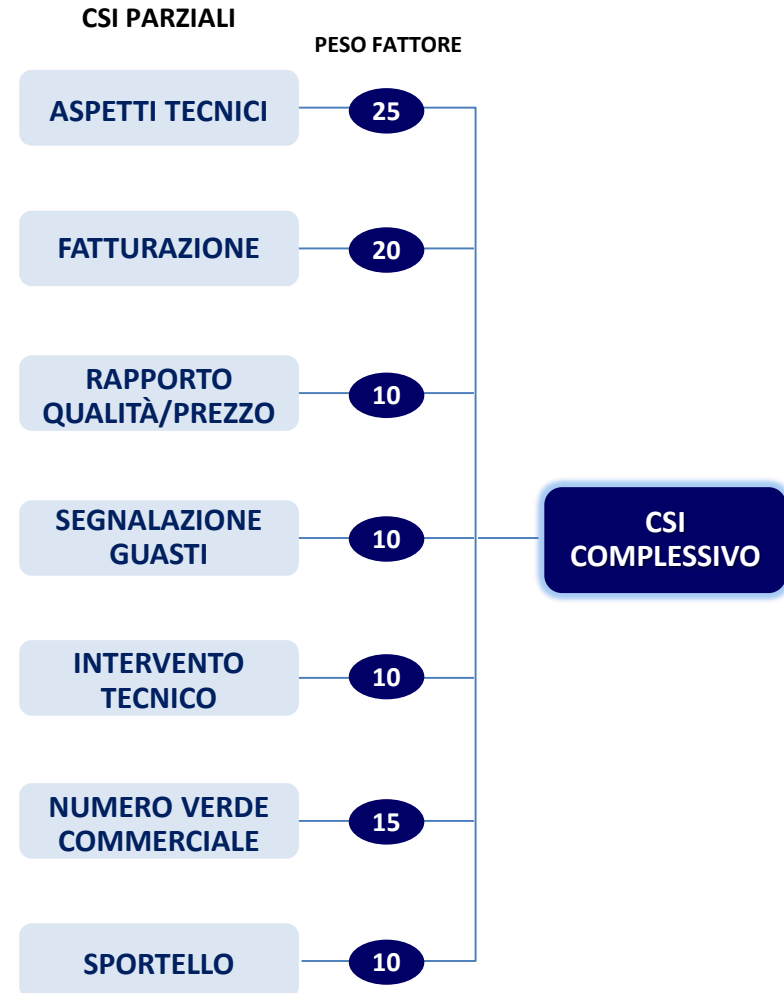 CSI PARZIALI
PESO FATTORE
ASPETTI TECNICI
25
FATTURAZIONE
20
RAPPORTO
QUALITÀ/PREZZO
10
SEGNALAZIONE
GUASTI
10
INTERVENTO
TECNICO
10
NUMERO VERDE
COMMERCIALE
15
SPORTELLO
10
CSI
COMPLESSIVO